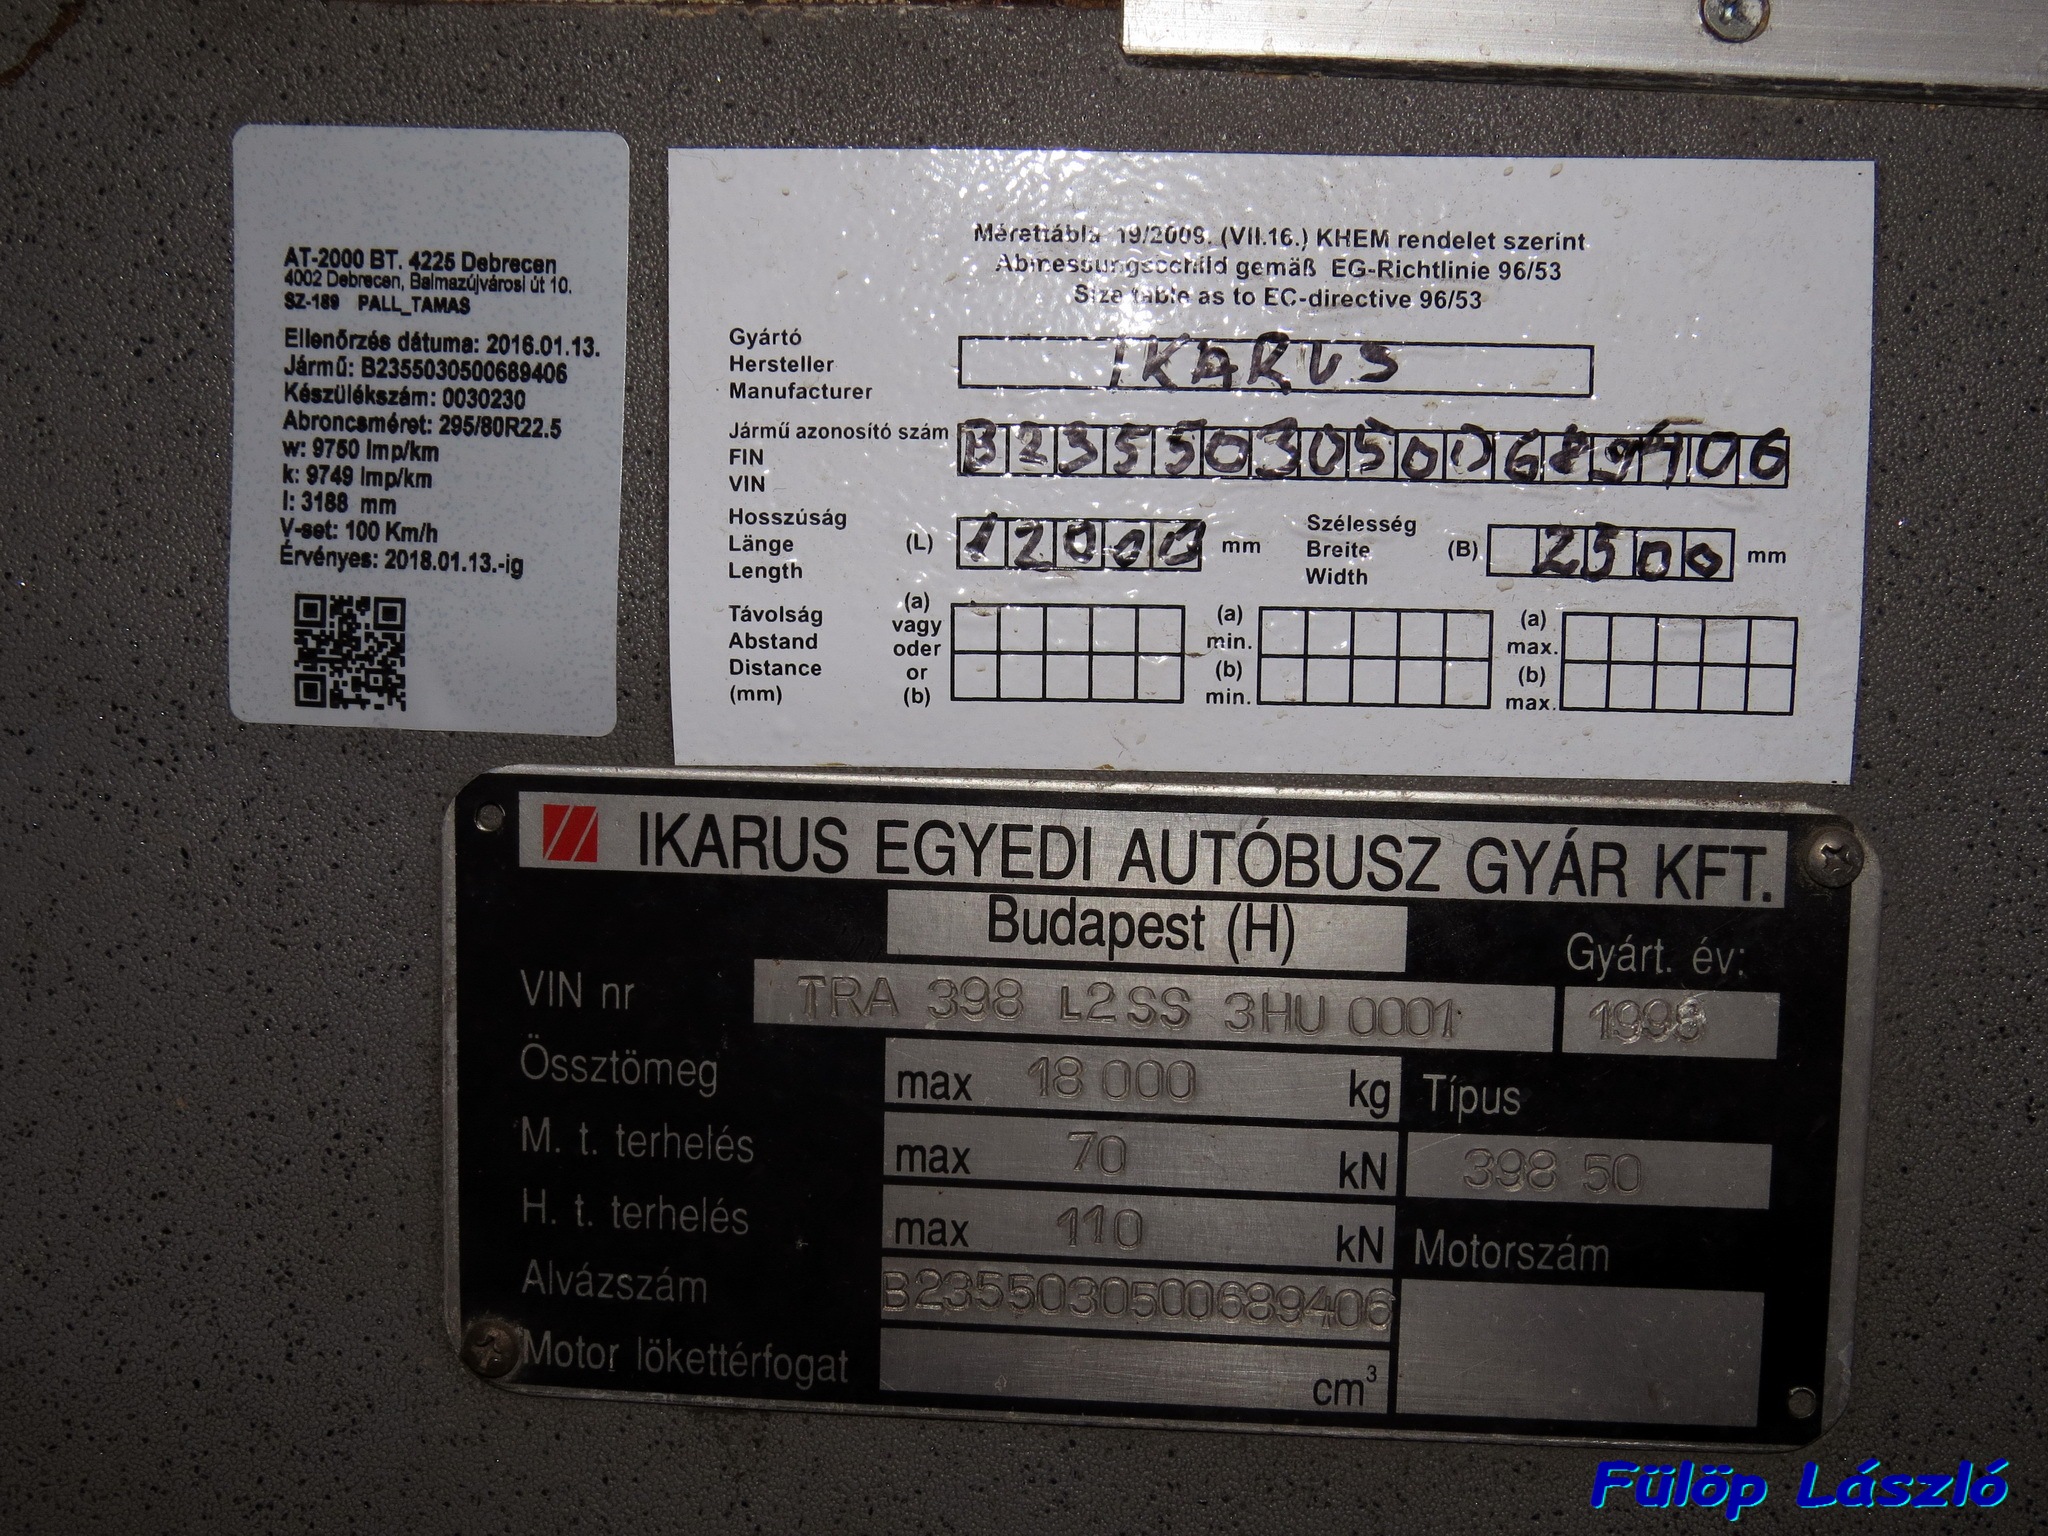 AT-2000 BT. 4225 Debrecen
4002 Debrecen, Balmazújvárosi út 10.
SZ-189 PALL_TAMAS
Ellenőrzés dátuma: 2016.01.13.
Jármű: B2355030500689406
Készülékszám: 0030230
Abroncsméret: 295/80R22.5
w: 9750 Imp/km
k: 9749 Imp/km
l: 3188 mm
V-set: 100 Km/h
Érvényes: 2018.01.13.-ig
Mérettábla 19/2009. (VII.16.) KHEM rendelet szerint
Abmessungsschild gemäß EG-Richtlinie 96/53
Size table as to EC-directive 96/53
Gyártó
Hersteller IKARUS
Manufacturer
Jármű azonosító szám B2355030500689406
FIN
VIN
Hosszúság Szélesség
Länge (L) 12000 mm Breite (B) 2500 mm
Length Width
Távolság (a) (a) (a)
Abstand vagy min. max.
Distance oder (b) (b)
(mm) or min. max.
(b)
IKARUS EGYEDI AUTÓBUSZ GYÁR KFT.
Budapest (H)
Gyárt. év:
VIN nr TRA 398 L2SS 3HU 0001
Össztömeg max 18 000 kg Típus
M. t. terhelés max 70 kN 398 50
H. t. terhelés max 110 kN Motorszám
Alvázszám B2355030500689406
Motor lökettérfogat cm³
Fülöp László